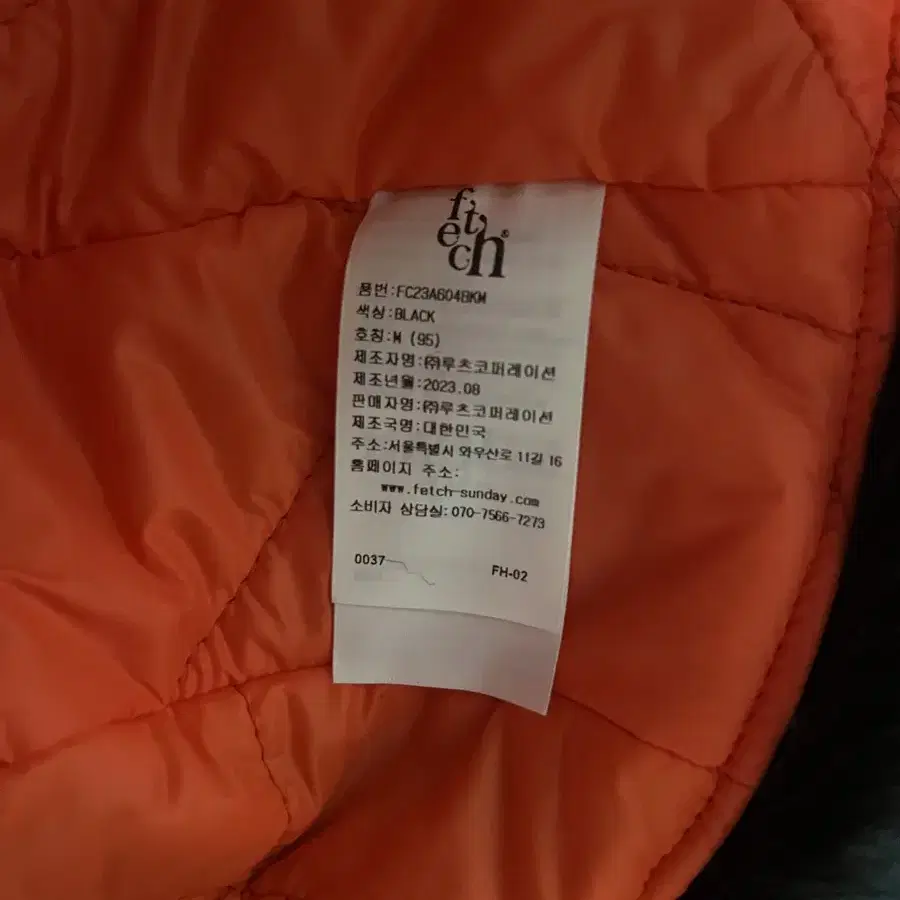 fetch®
품번:FC23A604BKM
색상:BLACK
호칭:M (95)
제조자명:㈜루츠코퍼레이션
제조년월:2023.08
판매자명:㈜루츠코퍼레이션
제조국명:대한민국
주소:서울특별시 와우산로 11길 16
홈페이지 주소:
www.fetch-sunday.com
소비자 상담실:070-7566-7273
0037 FH-02